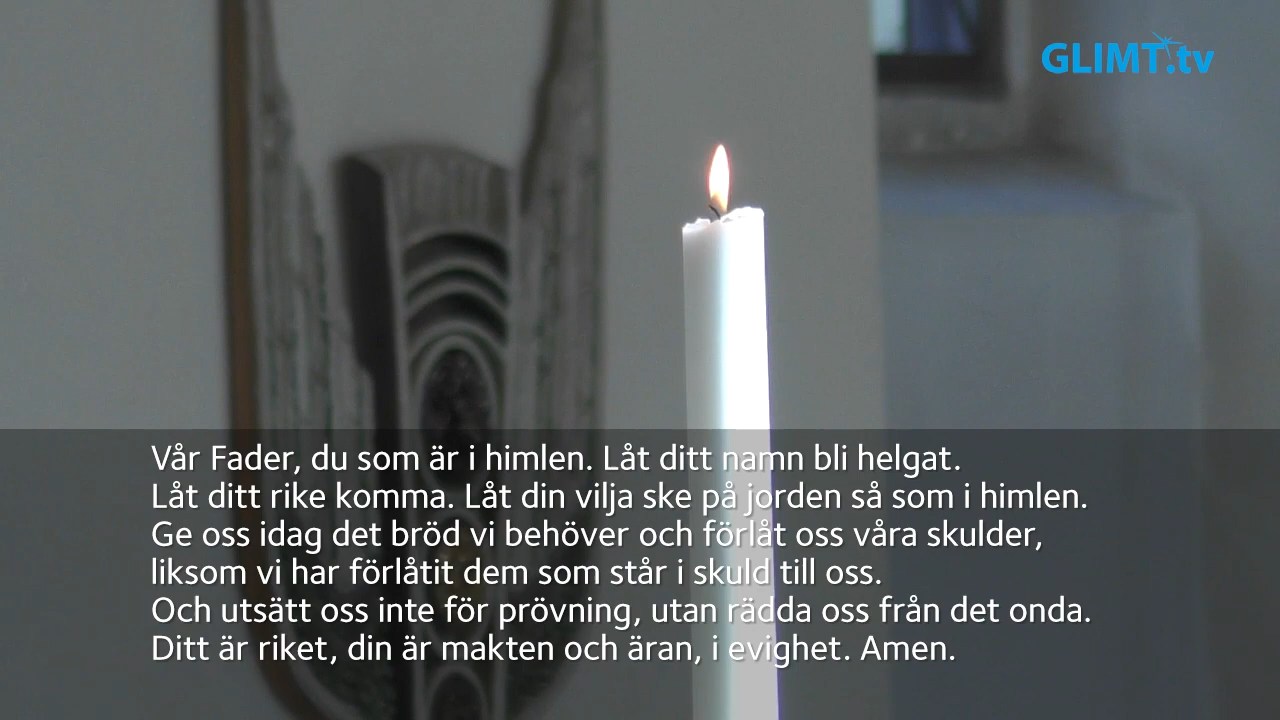 GLIMT.tv
Vår Fader, du som är i himlen. Låt ditt namn bli helgat.
Låt ditt rike komma. Låt din vilja ske på jorden så som i himlen.
Ge oss idag det bröd vi behöver och förlåt oss våra skulder,
liksom vi har förlåtit dem som står i skuld till oss.
Och utsätt oss inte för prövning, utan rädda oss från det onda.
Ditt är riket, din är makten och äran, i evighet. Amen.